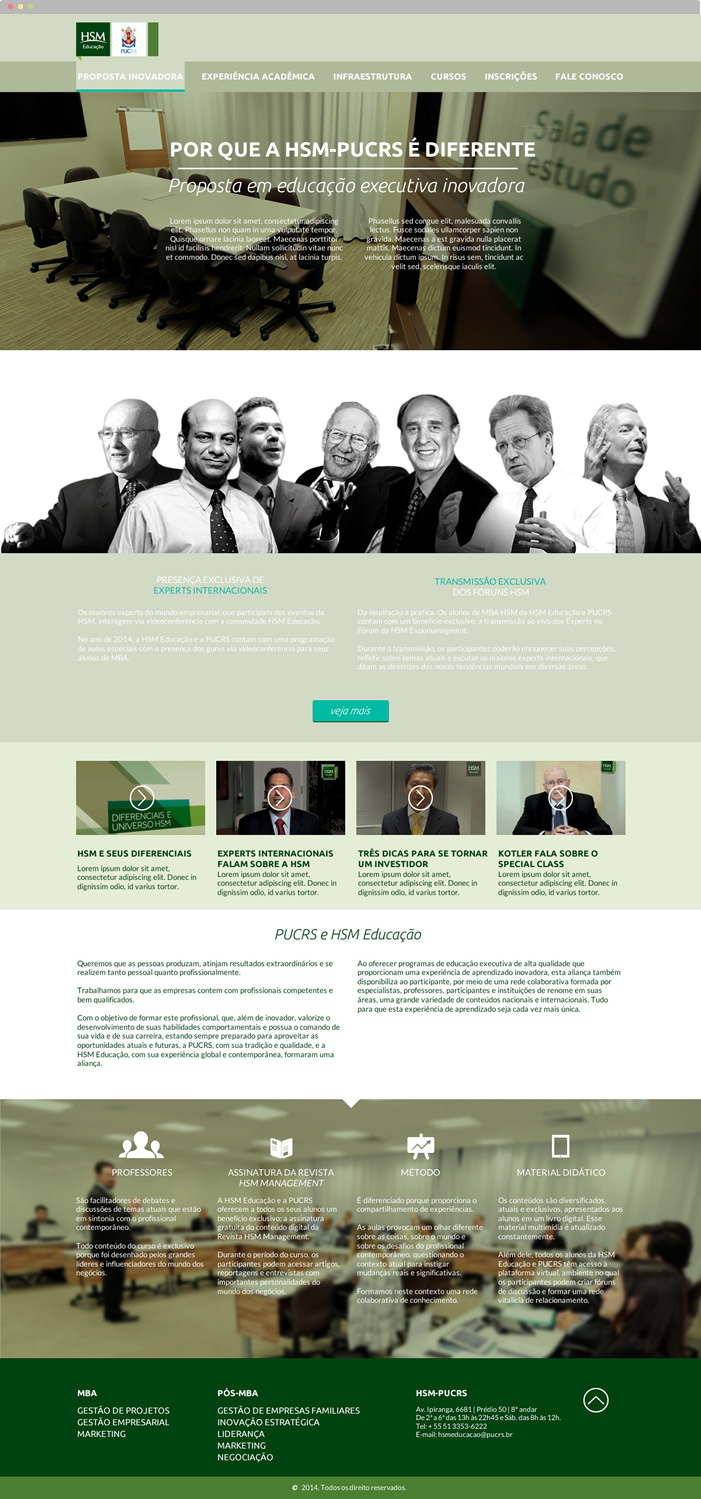 HSM
Educação
PUCRS
PROPOSTA INOVADORA
EXPERIÊNCIA ACADÊMICA
INFRAESTRUTURA
CURSOS
INSCRIÇÕES
FALE CONOSCO
Sala de
estudo
POR QUE A HSM-PUCRS É DIFERENTE
Proposta em educação executiva inovadora
Lorem ipsum dolor sit amet, consectetur adipiscing
elit. Phasellus non quam in urna vulputate tempor.
Quisque ornare lacinia laoreet. Maecenas porttitor
nisl id facilisis hendrerit. Nullam sollicitudin vitae nunc
et commodo. Donec sed dapibus nisi, at lacinia turpis.
Phasellus sed congue elit, malesuada convallis
lectus. Fusce sodales ullamcorper sapien non
gravida. Maecenas a est gravida nulla placerat
mattis. Maecenas dictum euismod tincidunt. In
vehicula dictum ipsum. In risus sem, tincidunt ac
velit sed, scelerisque iaculis elit.
PRESENÇA EXCLUSIVA DE
EXPERTS INTERNACIONAIS
Os maiores experts do mundo empresarial, que participam dos eventos da
HSM, interagem via videoconferência com a comunidade HSM Educação.
No ano de 2014, a HSM Educação e a PUCRS contam com uma programação
de aulas especiais com a presença dos gurus via videoconferência para seus
alunos de MBA.
TRANSMISSÃO EXCLUSIVA
DOS FÓRUNS HSM
Da inspiração à prática. Os alunos de MBA HSM da HSM Educação e PUCRS
contam com um benefício exclusivo: a transmissão ao vivo dos Experts no
Fórum da HSM Expomanagment.
Durante a transmissão, os participantes poderão enriquecer suas percepções,
refletir sobre temas atuais e escutar os maiores experts internacionais, que
ditam as diretrizes das novas tendências mundiais em diversas áreas.
veja mais
DIFERENCIAIS E
UNIVERSO HSM
HSM
HSM
HSM
HSM E SEUS DIFERENCIAIS
Lorem ipsum dolor sit amet,
consectetur adipiscing elit. Donec in
dignissim odio, id varius tortor.
EXPERTS INTERNACIONAIS
FALAM SOBRE A HSM
Lorem ipsum dolor sit amet,
consectetur adipiscing elit. Donec in
dignissim odio, id varius tortor.
TRÊS DICAS PARA SE TORNAR
UM INVESTIDOR
Lorem ipsum dolor sit amet,
consectetur adipiscing elit. Donec in
dignissim odio, id varius tortor.
KOTLER FALA SOBRE O
SPECIAL CLASS
Lorem ipsum dolor sit amet,
consectetur adipiscing elit. Donec in
dignissim odio, id varius tortor.
PUCRS e HSM Educação
Queremos que as pessoas produzam, atinjam resultados extraordinários e se
realizem tanto pessoal quanto profissionalmente.
Trabalhamos para que as empresas contem com profissionais competentes e
bem qualificados.
Com o objetivo de formar este profissional, que, além de inovador, valorize o
desenvolvimento de suas habilidades comportamentais e possua o comando de
sua vida e de sua carreira, estando sempre preparado para aproveitar as
oportunidades atuais e futuras, a PUCRS, com sua tradição e qualidade, e a
HSM Educação, com sua experiência global e contemporânea, formaram uma
aliança.
Ao oferecer programas de educação executiva de alta qualidade que
proporcionam uma experiência de aprendizado inovadora, esta aliança também
disponibiliza ao participante, por meio de uma rede colaborativa formada por
especialistas, professores, participantes e instituições de renome em suas
áreas, uma grande variedade de conteúdos nacionais e internacionais. Tudo
para que esta experiência de aprendizado seja cada vez mais única.
PROFESSORES
São facilitadores de debates e
discussões de temas atuais que estão
em sintonia com o profissional
contemporâneo.
Todo conteúdo do curso é exclusivo
porque foi desenhado pelos grandes
líderes e influenciadores do mundo dos
negócios.
ASSINATURA DA REVISTA
HSM MANAGEMENT
A HSM Educação e a PUCRS
oferecem a todos os seus alunos um
benefício exclusivo: a assinatura
gratuita do conteúdo digital da
Revista HSM Management.
Durante o período do curso, os
participantes podem acessar artigos,
reportagens e entrevistas com
importantes personalidades do
mundo dos negócios.
MÉTODO
É diferenciado porque proporciona o
compartilhamento de experiências.
As aulas provocam um olhar diferente
sobre as coisas, sobre o mundo e
sobre os desafios do profissional
contemporâneo, questionando o
contexto atual para instigar
mudanças reais e significativas.
Formamos neste contexto uma rede
colaborativa de conhecimento.
MATERIAL DIDÁTICO
Os conteúdos são diversificados,
atuais e exclusivos, apresentados aos
alunos em um livro digital. Esse
material multimídia é atualizado
constantemente.
Além dele, todos os alunos da HSM
Educação e PUCRS têm acesso à
plataforma virtual, ambiente no qual
os participantes podem criar fóruns
de discussão e formar uma rede
vitalícia de relacionamento.
MBA
GESTÃO DE PROJETOS
GESTÃO EMPRESARIAL
MARKETING
PÓS-MBA
GESTÃO DE EMPRESAS FAMILIARES
INOVAÇÃO ESTRATÉGICA
LIDERANÇA
MARKETING
NEGOCIAÇÃO
HSM-PUCRS
Av. Ipiranga, 6681 | Prédio 50 | 8º andar
De 2ª a 6ª das 13h às 22h45 e Sáb. das 8h às 12h.
Tel: + 55 51 3353-6222
E-mail: hsmeducacao@pucrs.br
© 2014, Todos os direito reservados.